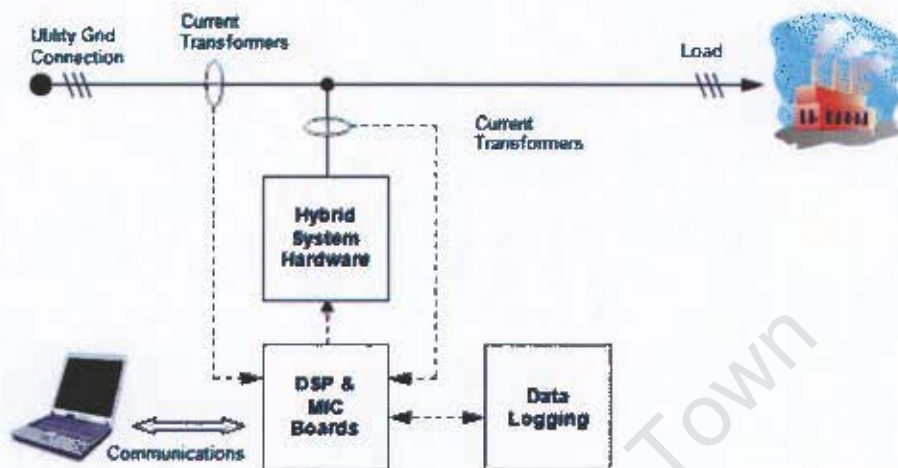 Utility Grid
Connection
Current
Transformers
Load
Current
Transformers
Hybrid
System
Hardware
DSP &
MIC
Boards
Data
Logging
Communications
Town